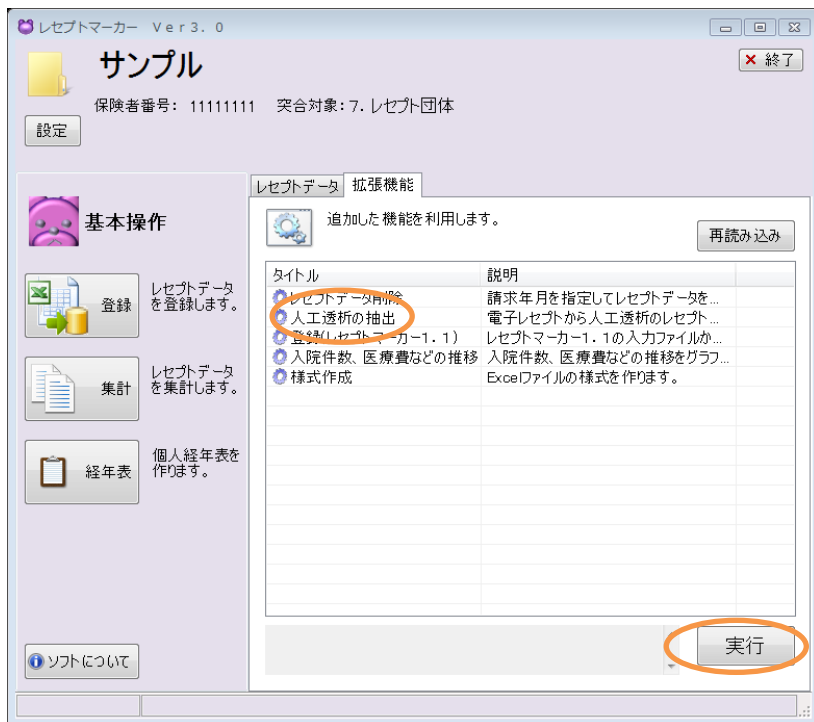 レセプトマーカー Ver3.0
サンプル
終了
保険者番号: 11111111 突合対象:7.レセプト団体
設定
レセプトデータ 拡張機能
基本操作
追加した機能を利用します。
再読み込み
タイトル 説明
レセプトデータ削除 請求年月を指定してレセプトデータを...
人工透析の抽出 電子レセプトから人工透析のレセプト...
登録(レセプトマーカー1.1) レセプトマーカー1.1の入力ファイルか...
入院件数、医療費などの推移 入院件数、医療費などの推移をグラフ...
様式作成 Excelファイルの様式を作ります。
登録
レセプトデータ
を登録します。
集計
レセプトデータ
を集計します。
経年表
個人経年表を
作ります。
ソフトについて
実行